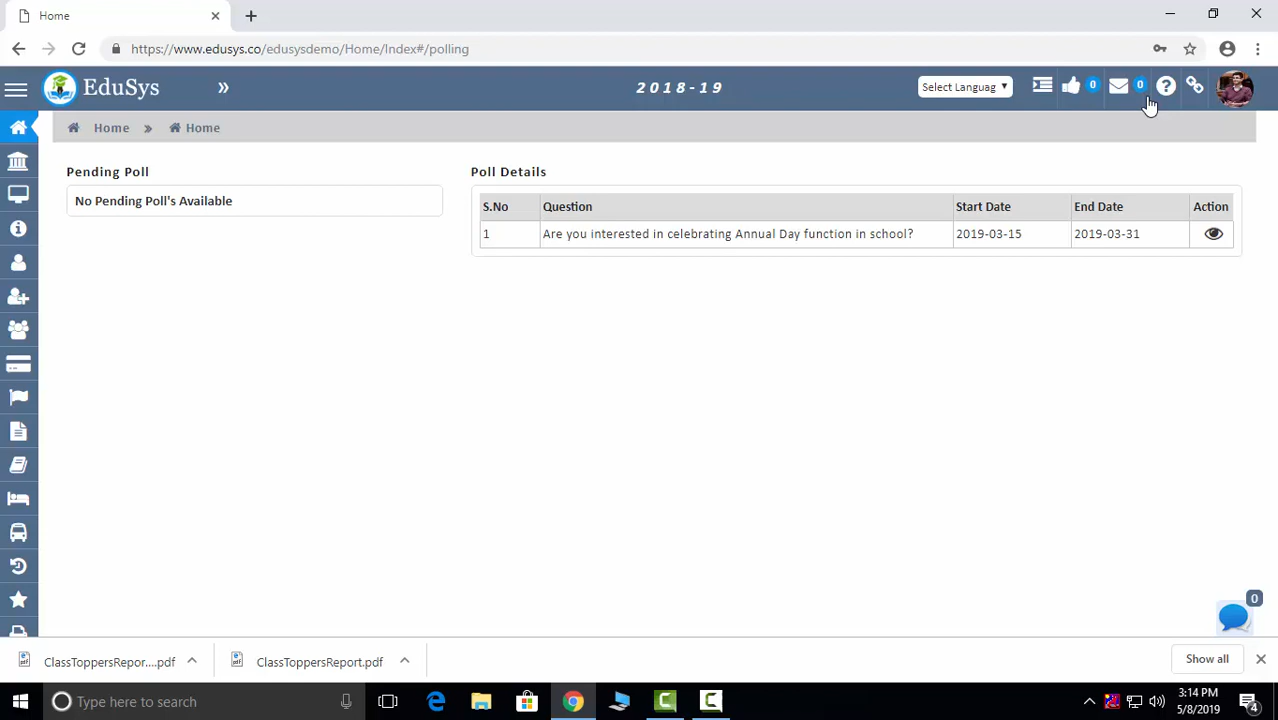 Home
https://www.edusys.co/edusysdemo/Home/Index#/polling
EduSys
»
2018-19
Select Languag
0
0
Home » Home
Pending Poll
No Pending Poll's Available
Poll Details
S.No Question Start Date End Date Action
1 Are you interested in celebrating Annual Day function in school? 2019-03-15 2019-03-31
0
ClassToppersRepor....pdf
ClassToppersReport.pdf
Show all
Type here to search
3:14 PM
5/8/2019
4